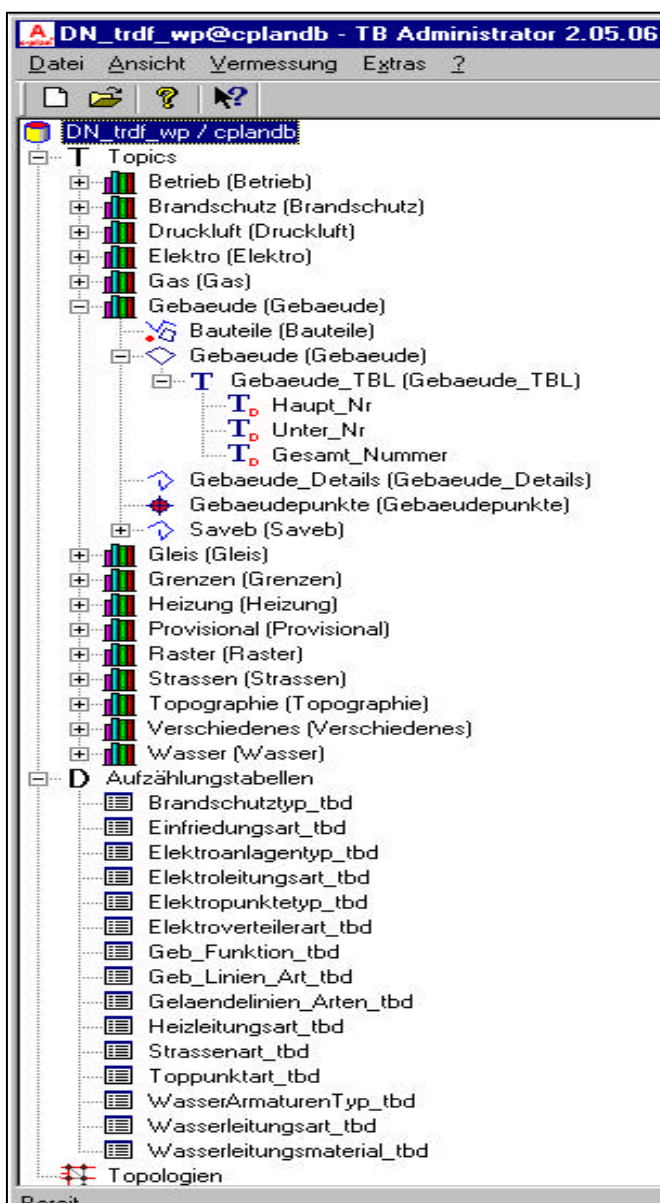 DN_trdf_wp@cplandb - TB Administrator 2.05.06
Datei Ansicht Vermessung Extras ?
DN_trdf_wp / cplandb
T Topics
Betrieb (Betrieb)
Brandschutz (Brandschutz)
Druckluft (Druckluft)
Elektro (Elektro)
Gas (Gas)
Gebaeude (Gebaeude)
Bauteile (Bauteile)
Gebaeude (Gebaeude)
T Gebaeude_TBL (Gebaeude_TBL)
TD Haupt_Nr
TD Unter_Nr
TD Gesamt_Nummer
Gebaeude_Details (Gebaeude_Details)
Gebaeudepunkte (Gebaeudepunkte)
Saveb (Saveb)
Gleis (Gleis)
Grenzen (Grenzen)
Heizung (Heizung)
Provisional (Provisional)
Raster (Raster)
Strassen (Strassen)
Topographie (Topographie)
Verschiedenes (Verschiedenes)
Wasser (Wasser)
D Aufzählungstabellen
Brandschutztyp_tbd
Einfriedungsart_tbd
Elektroanlagentyp_tbd
Elektroleitungsart_tbd
Elektropunktetyp_tbd
Elektroverteilerart_tbd
Geb_Funktion_tbd
Geb_Linien_Art_tbd
Gelaendelinien_Arten_tbd
Heizleitungsart_tbd
Strassenart_tbd
Toppunktart_tbd
WasserArmaturenTyp_tbd
Wasserleitungsart_tbd
Wasserleitungsmaterial_tbd
Topologien
Bereit